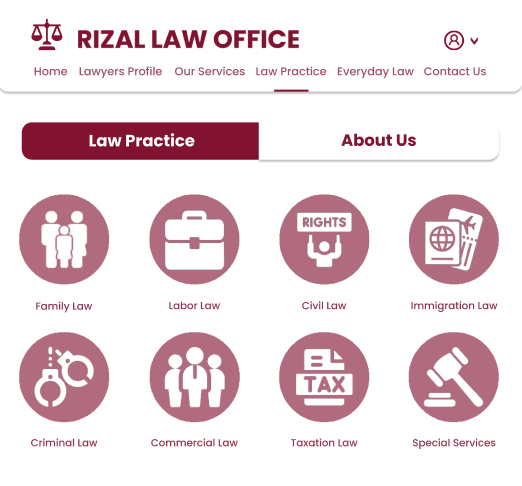 RIZAL LAW OFFICE
Home Lawyers Profile Our Services Law Practice Everyday Law Contact Us
Law Practice About Us
RIGHTS
Family Law Labor Law Civil Law Immigration Law
TAX
Criminal Law Commercial Law Taxation Law Special Services